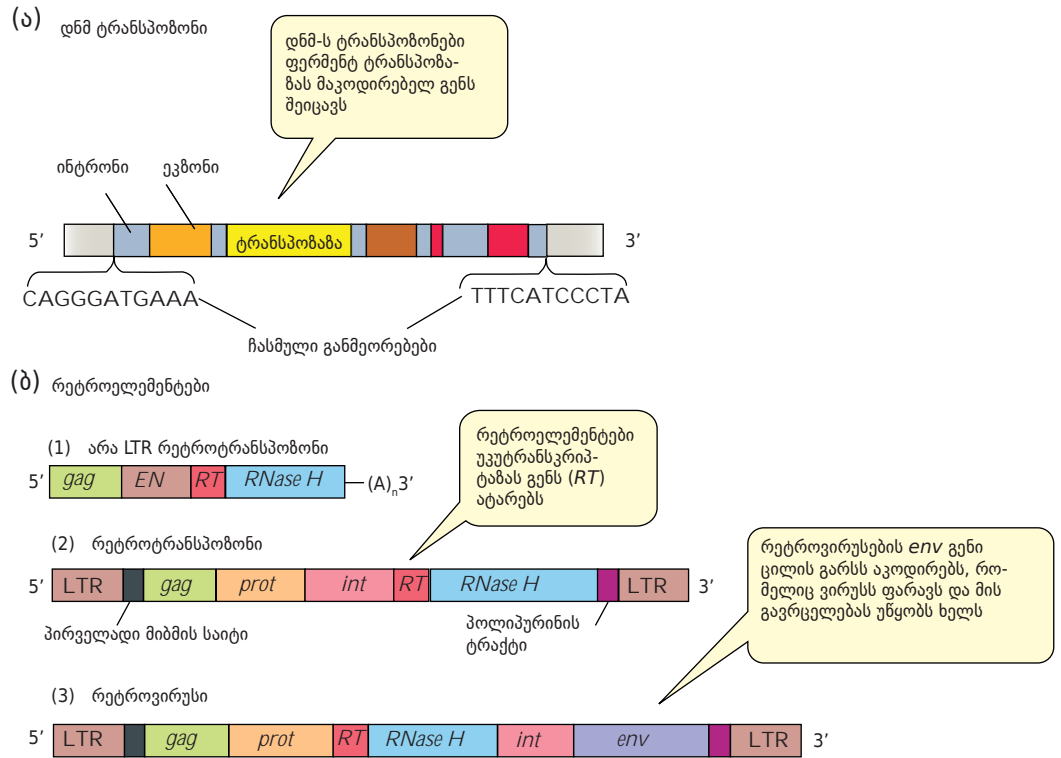 (ა) დნმ ტრანსპოზონი
დნმ-ს ტრანსპოზონები
ფერმენტ ტრანსპოზა-
ზას მაკოდირებელ გენს
შეიცავს
ინტრონი
ეკზონი
5' ტრანსპოზაზა 3'
CAGGGATGAAA
TTTCATCCCTA
ჩასმული განმეორებები
(ბ) რეტროელემენტები
(1) არა LTR რეტროტრანსპოზონი
5' gag EN RT RNase H (A)n3'
რეტროელემენტები
უკუტრანსკრიპ-
ტაზას გენს (RT)
ატარებს
(2) რეტროტრანსპოზონი
5' LTR gag prot int RT RNase H LTR 3'
პირველადი მიბმის საიტი
პოლიპურინის
ტრაქტი
რეტროვირუსების env გენი
ცილის გარსს აკოდირებს, რო-
მელიც ვირუსს ფარავს და მის
გავრცელებას უწყობს ხელს
(3) რეტროვირუსი
5' LTR gag prot RT RNase H int env LTR 3'